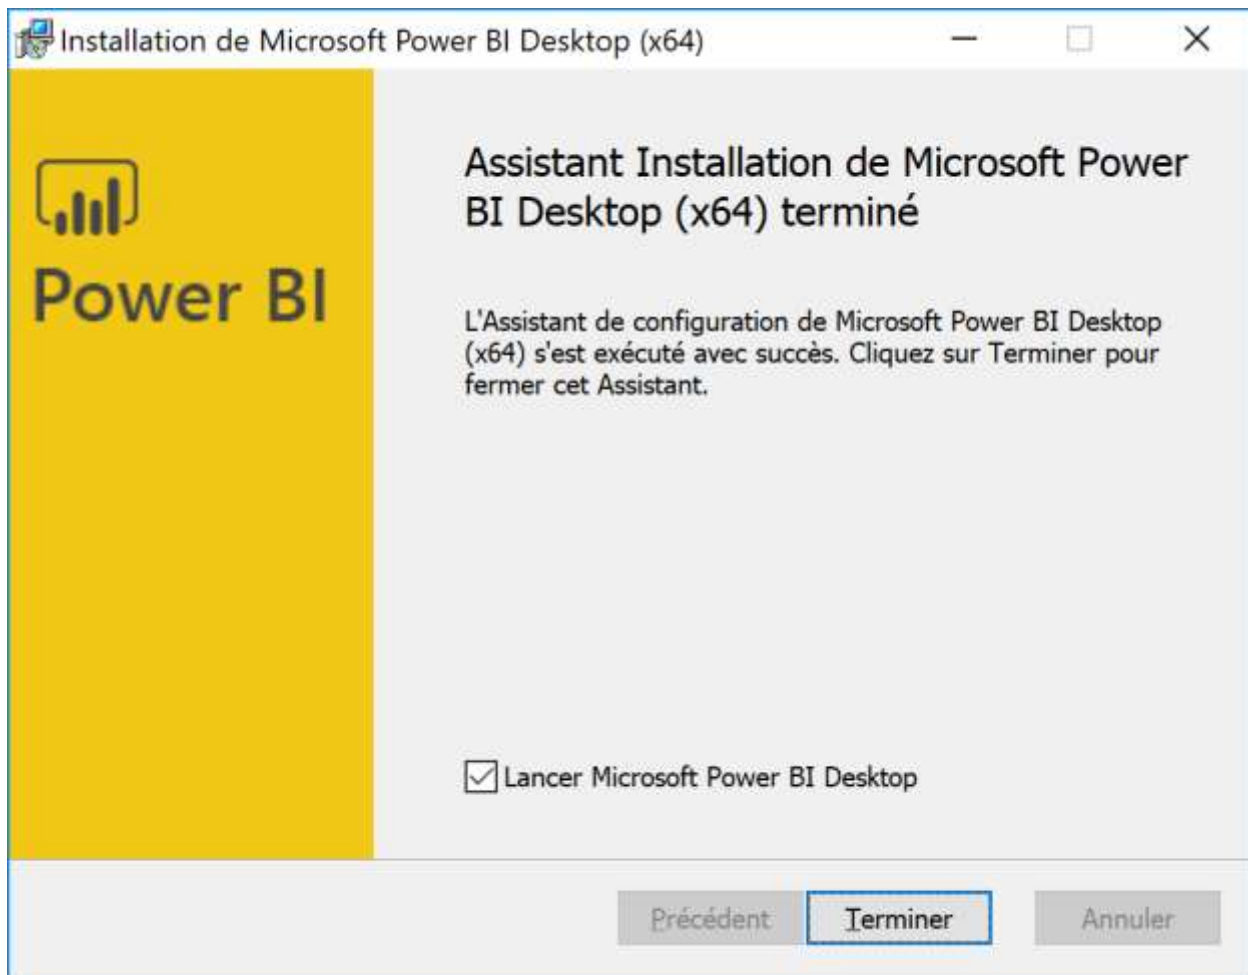 Installation de Microsoft Power BI Desktop (x64)
Power BI
Assistant Installation de Microsoft Power
BI Desktop (x64) terminé
L'Assistant de configuration de Microsoft Power BI Desktop
(x64) s'est exécuté avec succès. Cliquez sur Terminer pour
fermer cet Assistant.
Lancer Microsoft Power BI Desktop
Précédent
Terminer
Annuler